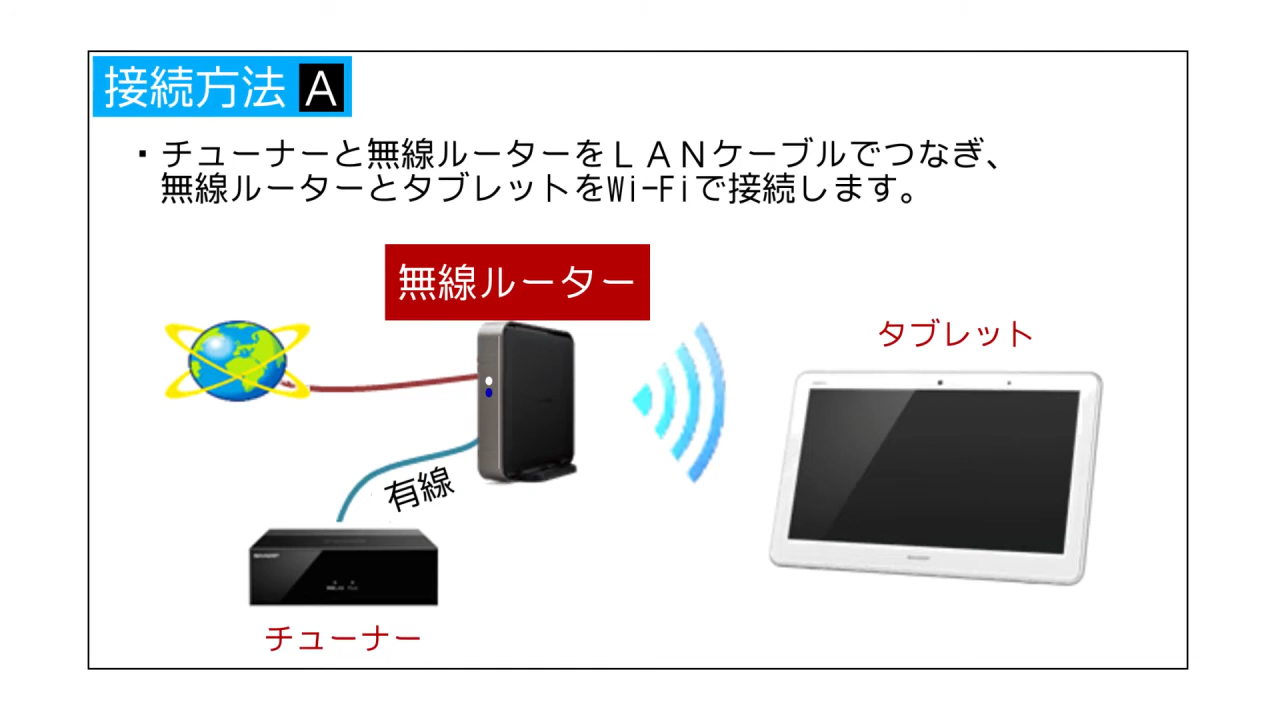 接続方法 A
・チューナーと無線ルーターをＬＡＮケーブルでつなぎ、
無線ルーターとタブレットをWi-Fiで接続します。
無線ルーター
タブレット
有線
SHARP
チューナー